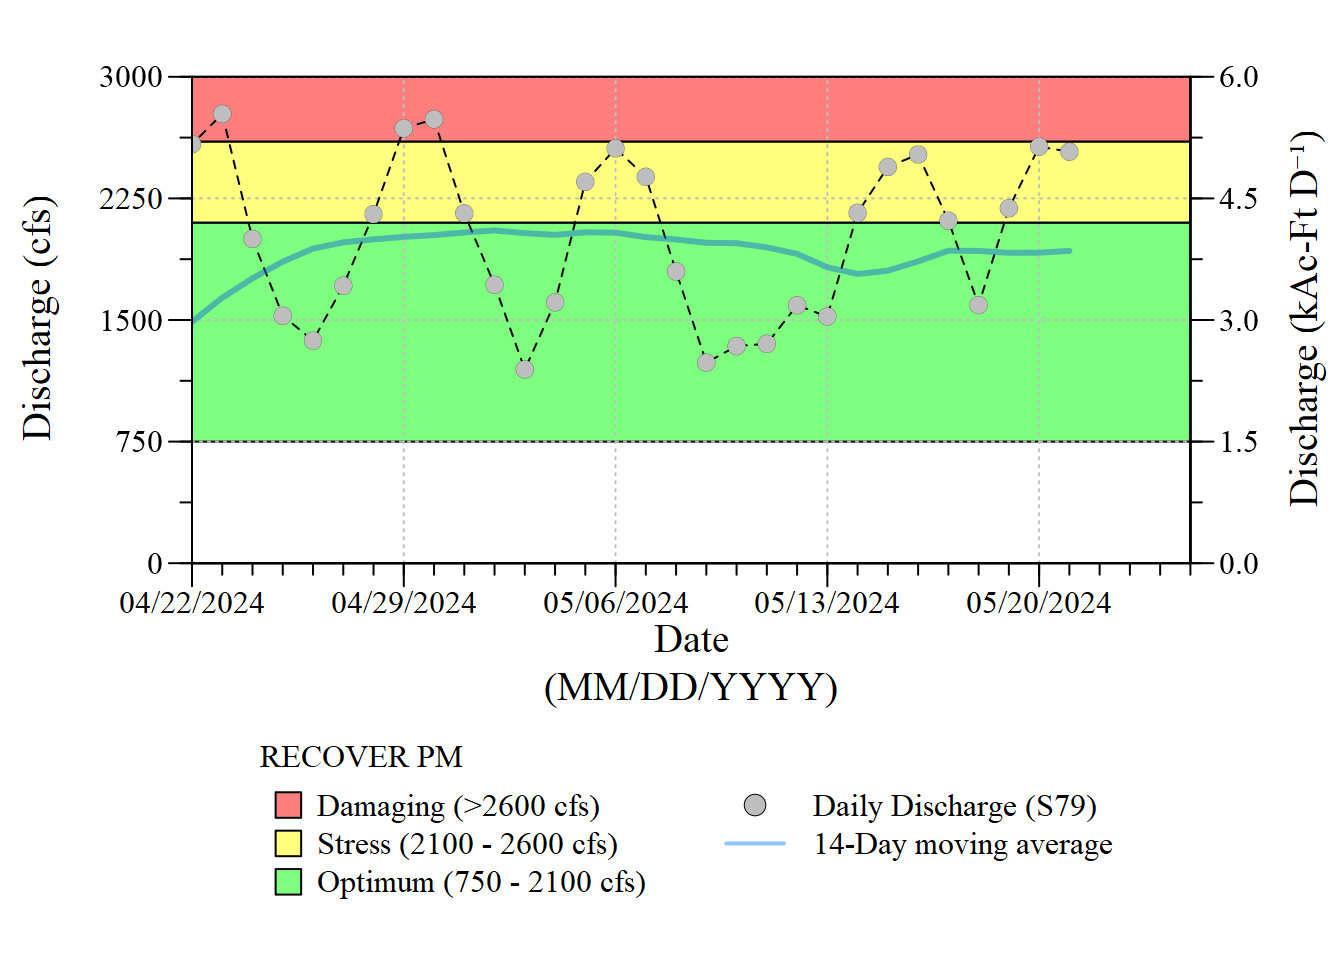 3000
2250
1500
750
0
Discharge (cfs)
6.0
4.5
3.0
1.5
0.0
Discharge (kAc-Ft D⁻¹)
04/22/2024 04/29/2024 05/06/2024 05/13/2024 05/20/2024
Date
(MM/DD/YYYY)
RECOVER PM
Damaging (>2600 cfs)
Stress (2100 - 2600 cfs)
Optimum (750 - 2100 cfs)
Daily Discharge (S79)
14-Day moving average